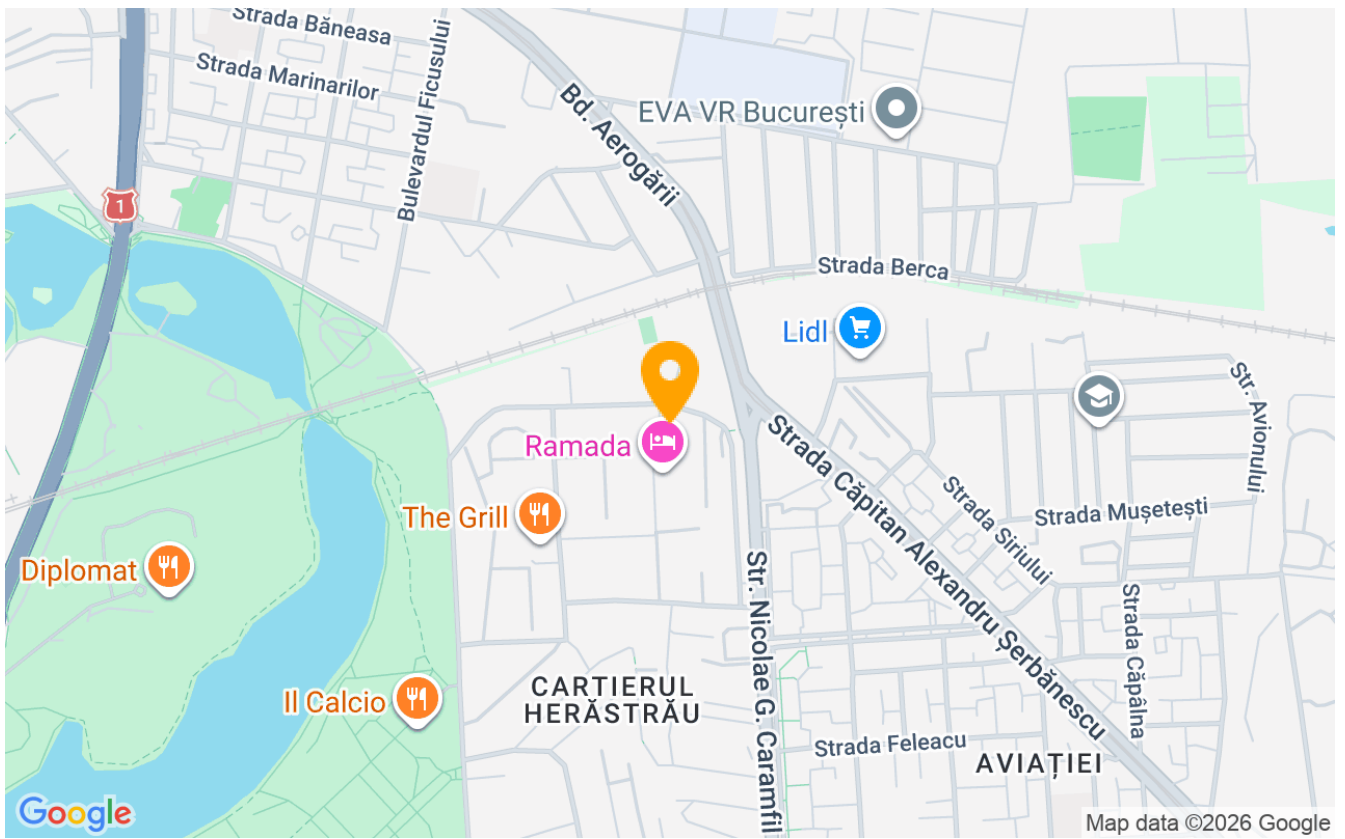 Strada Băneasa
Strada Marinarilor
Bulevardul Ficusului
Bd. Aerogării
EVA VR București
1
Strada Berca
Lidl
Str. Avionului
Ramada
Strada Căpitan Alexandru Șerbănescu
The Grill
Strada Siriului
Strada Mușetești
Diplomat
Str. Nicolae G. Caramfil
Strada Căpâlna
Il Calcio
CARTIERUL
HERĂSTRĂU
Strada Feleacu
AVIAȚIEI
Google
Map data ©2026 Google